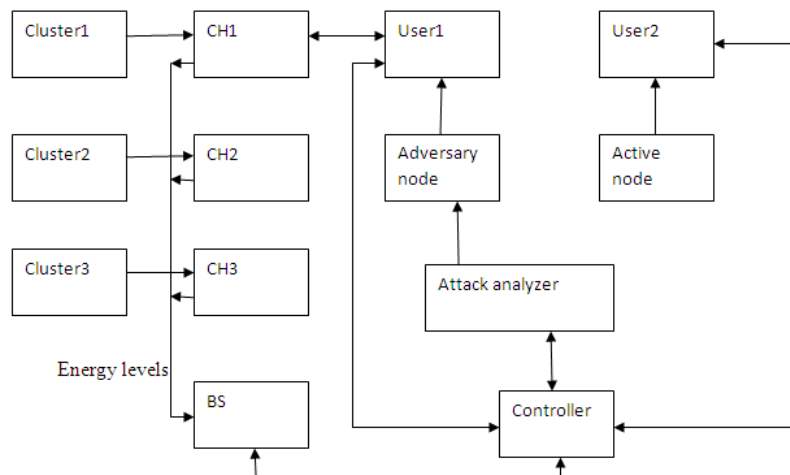 Cluster1
CH1
User1
User2
Cluster2
CH2
Adversary
node
Active
node
Cluster3
CH3
Attack analyzer
Energy levels
BS
Controller